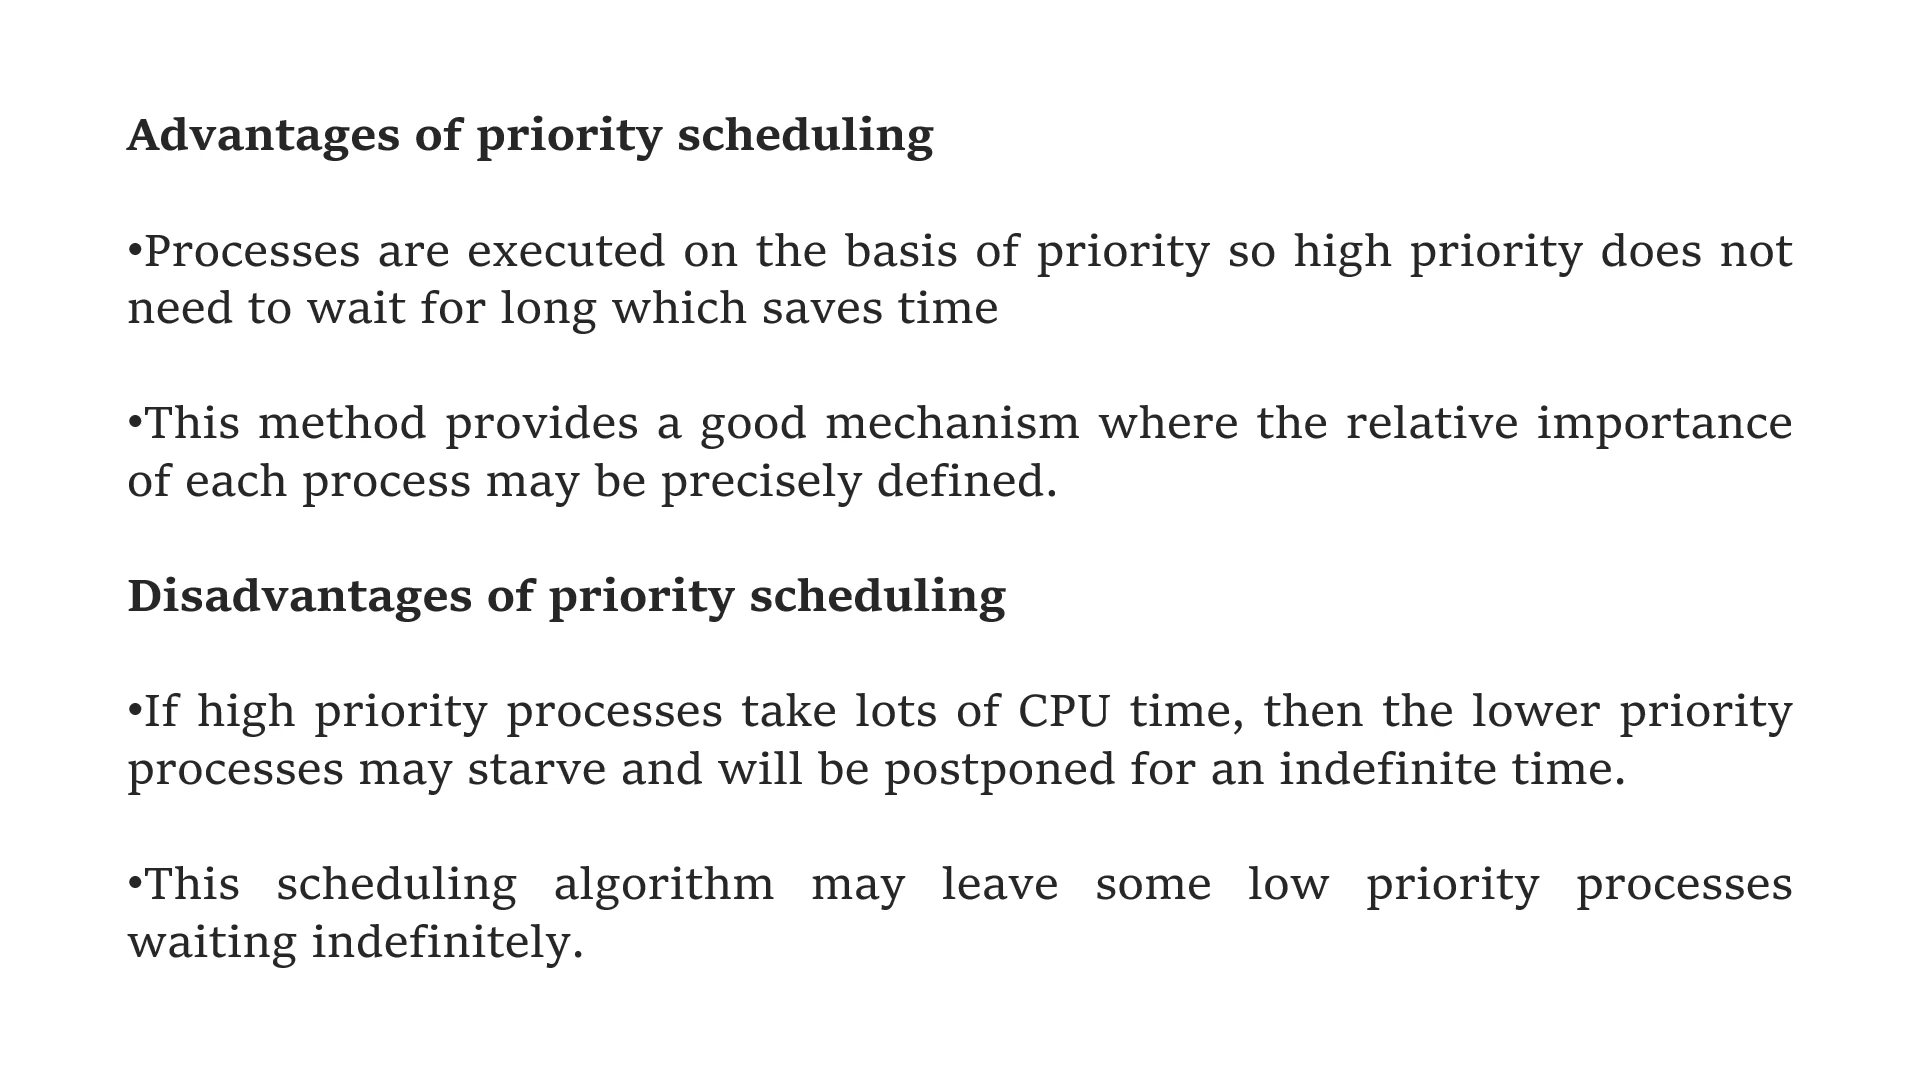 Advantages of priority scheduling
•Processes are executed on the basis of priority so high priority does not
need to wait for long which saves time
•This method provides a good mechanism where the relative importance
of each process may be precisely defined.
Disadvantages of priority scheduling
•If high priority processes take lots of CPU time, then the lower priority
processes may starve and will be postponed for an indefinite time.
•This scheduling algorithm may leave some low priority processes
waiting indefinitely.